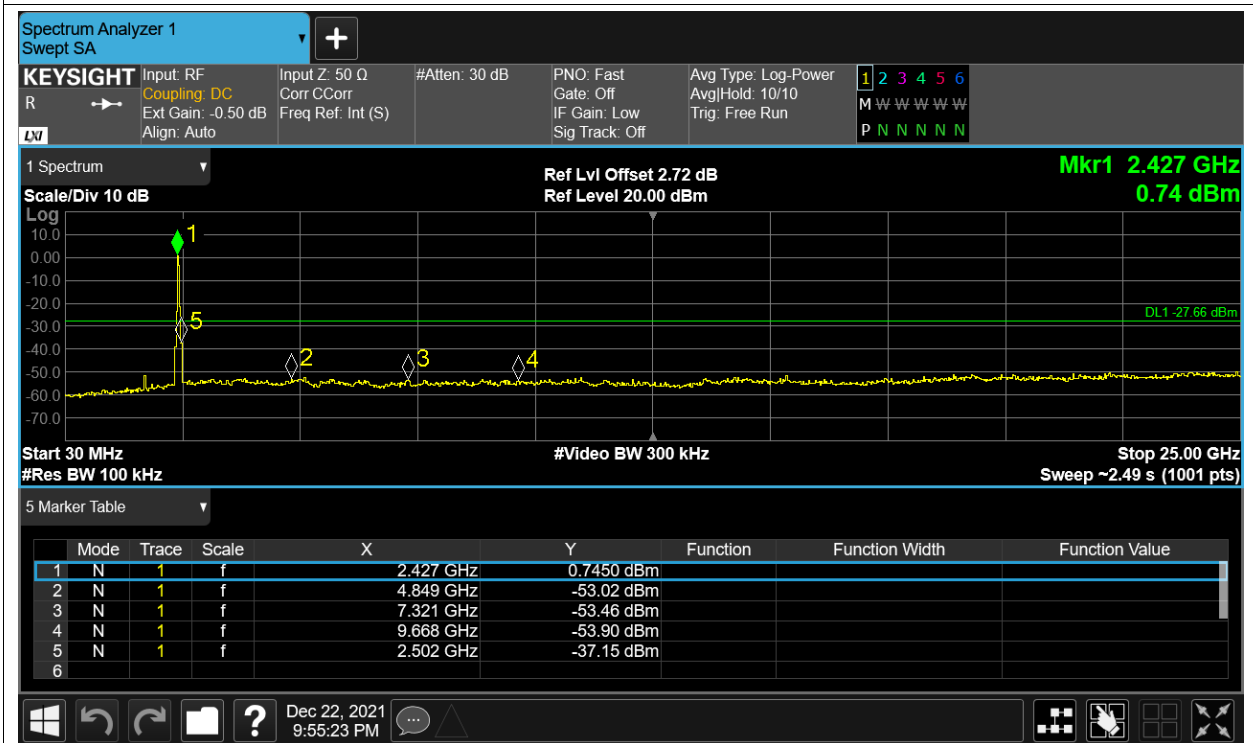 Spectrum Analyzer 1
Swept SA
KEYSIGHT
R
LXI
Input: RF
Coupling: DC
Ext Gain: -0.50 dB
Align: Auto
Input Z: 50 Ω
Corr CCorr
Freq Ref: Int (S)
#Atten: 30 dB
PNO: Fast
Gate: Off
IF Gain: Low
Sig Track: Off
Avg Type: Log-Power
Avg|Hold: 10/10
Trig: Free Run
1 2 3 4 5 6
M W W W W W
P N N N N N
1 Spectrum
Scale/Div 10 dB
Ref Lvl Offset 2.72 dB
Ref Level 20.00 dBm
Mkr1 2.427 GHz
0.74 dBm
Log
10.0
0.00
-10.0
-20.0
-30.0
-40.0
-50.0
-60.0
-70.0
1
5
2
3
4
DL1 -27.66 dBm
Start 30 MHz
#Video BW 300 kHz
Stop 25.00 GHz
#Res BW 100 kHz
Sweep ~2.49 s (1001 pts)
5 Marker Table
Mode Trace Scale X Y Function Function Width Function Value
1 N 1 f 2.427 GHz 0.7450 dBm
2 N 1 f 4.849 GHz -53.02 dBm
3 N 1 f 7.321 GHz -53.46 dBm
4 N 1 f 9.668 GHz -53.90 dBm
5 N 1 f 2.502 GHz -37.15 dBm
6
?
Dec 22, 2021
9:55:23 PM